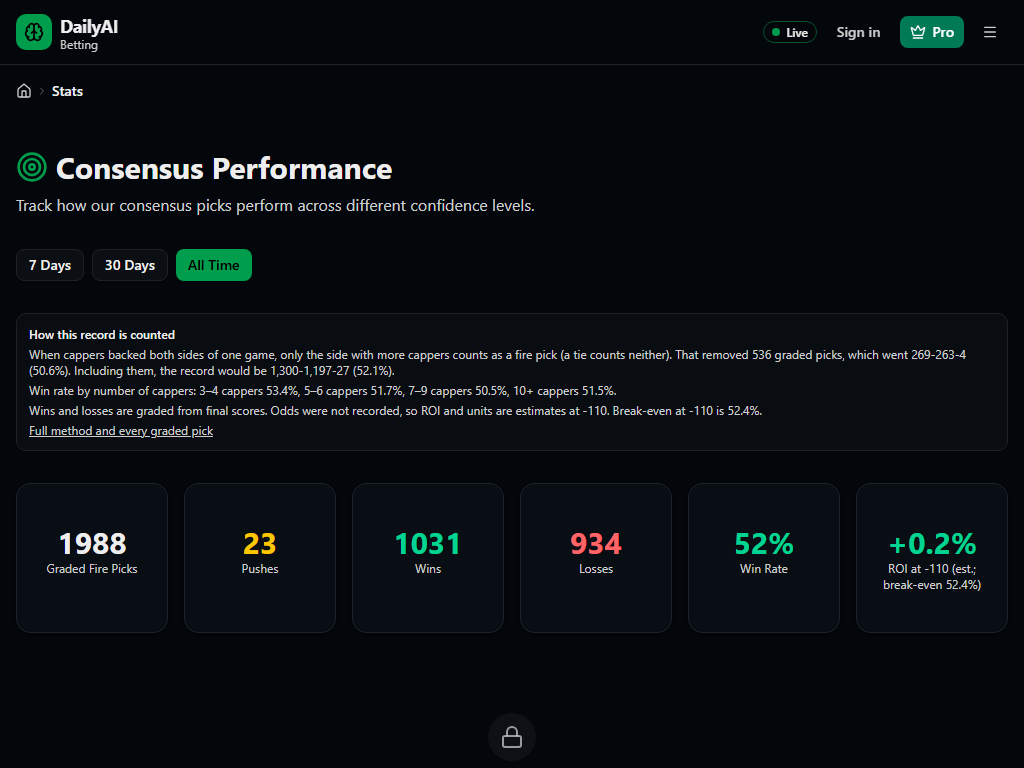 DailyAI
Betting
Live
Sign in
Pro
Stats
Consensus Performance
Track how our consensus picks perform across different confidence levels.
7 Days
30 Days
All Time
How this record is counted
When cappers backed both sides of one game, only the side with more cappers counts as a fire pick (a tie counts neither). That removed 536 graded picks, which went 269-263-4
(50.6%). Including them, the record would be 1,300-1,197-27 (52.1%).
Win rate by number of cappers: 3–4 cappers 53.4%, 5–6 cappers 51.7%, 7–9 cappers 50.5%, 10+ cappers 51.5%.
Wins and losses are graded from final scores. Odds were not recorded, so ROI and units are estimates at -110. Break-even at -110 is 52.4%.
Full method and every graded pick
1988
Graded Fire Picks
23
Pushes
1031
Wins
934
Losses
52%
Win Rate
+0.2%
ROI at -110 (est.;
break-even 52.4%)